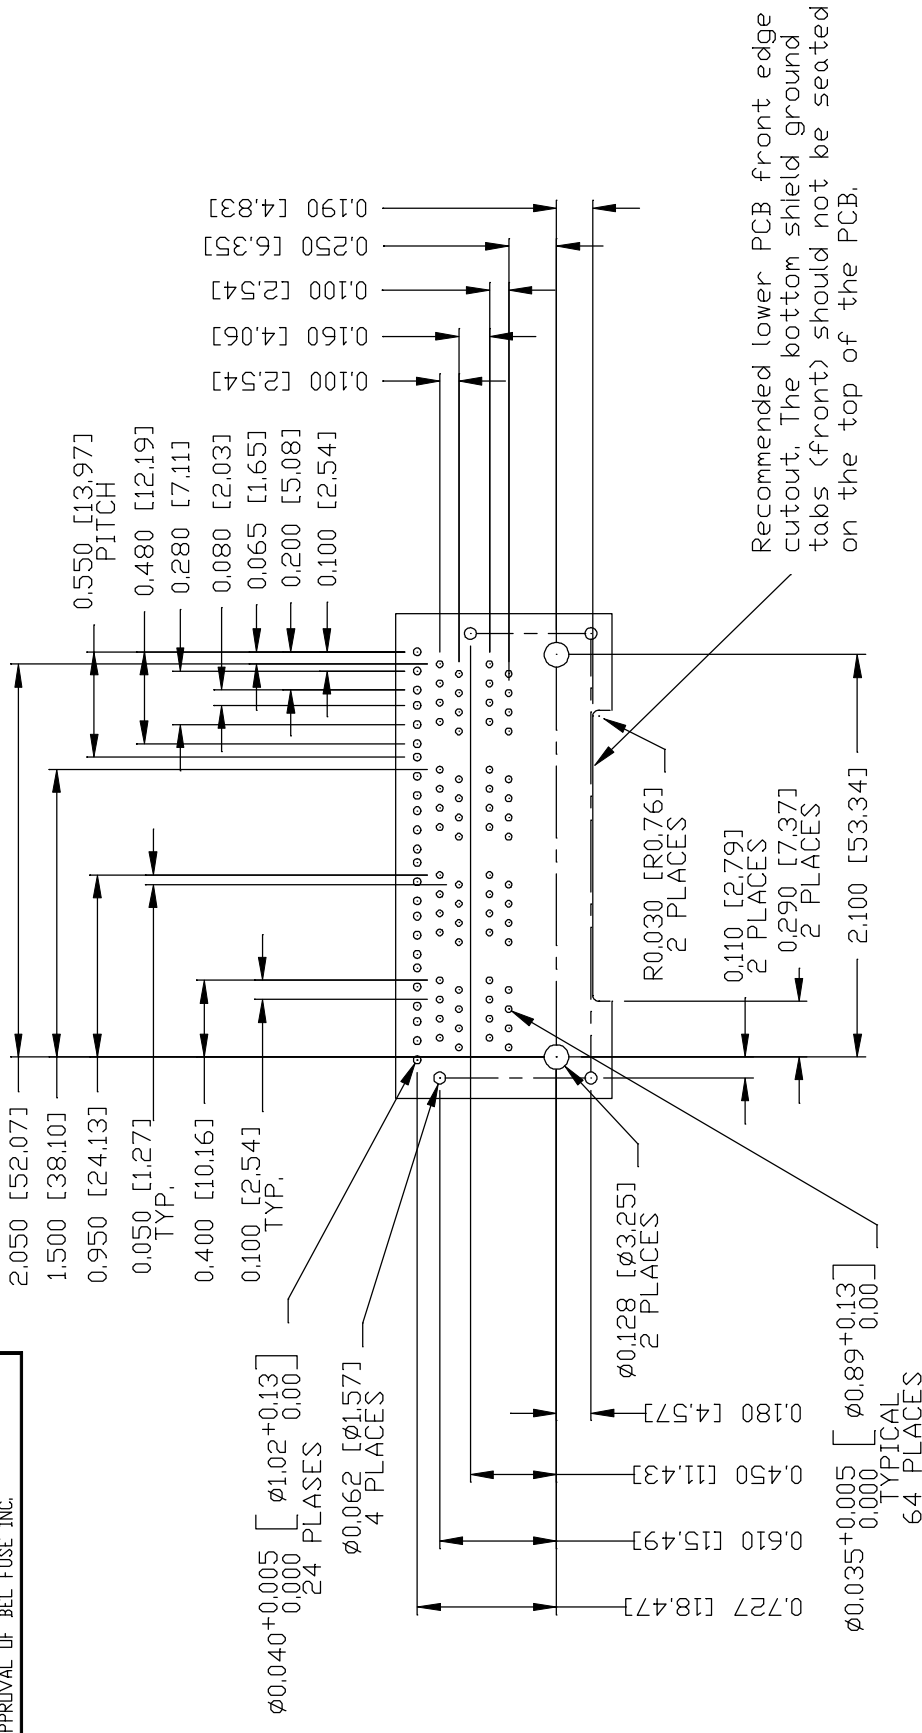 PPROVAL OF BEL FUSE INC.
2.050 [52.07]
1.500 [38.10]
0.950 [24.13]
0.050 [1.27]
TYP.
0.400 [10.16]
0.100 [2.54]
TYP.
0.550 [13.97]
PITCH
0.480 [12.19]
0.280 [7.11]
0.080 [2.03]
0.065 [1.65]
0.200 [5.08]
0.100 [2.54]
0.100 [2.54]
0.160 [4.06]
0.100 [2.54]
0.250 [6.35]
0.190 [4.83]
ø0.040+0.005 [ ø1.02+0.13]
0.000 0.00
24 PLASES
ø0.062 [ø1.57]
4 PLACES
ø0.128 [ø3.25]
2 PLACES
R0.030 [R0.76]
2 PLACES
0.110 [2.79]
2 PLACES
0.290 [7.37]
2 PLACES
2.100 [53.34]
0.180 [4.57]
0.450 [11.43]
0.610 [15.49]
0.727 [18.47]
ø0.035+0.005 [ ø0.89+0.13]
0.000 0.00
TYPICAL
64 PLACES
Recommended lower PCB front edge
cutout. The bottom shield ground
tabs (front) should not be seated
on the top of the PCB.